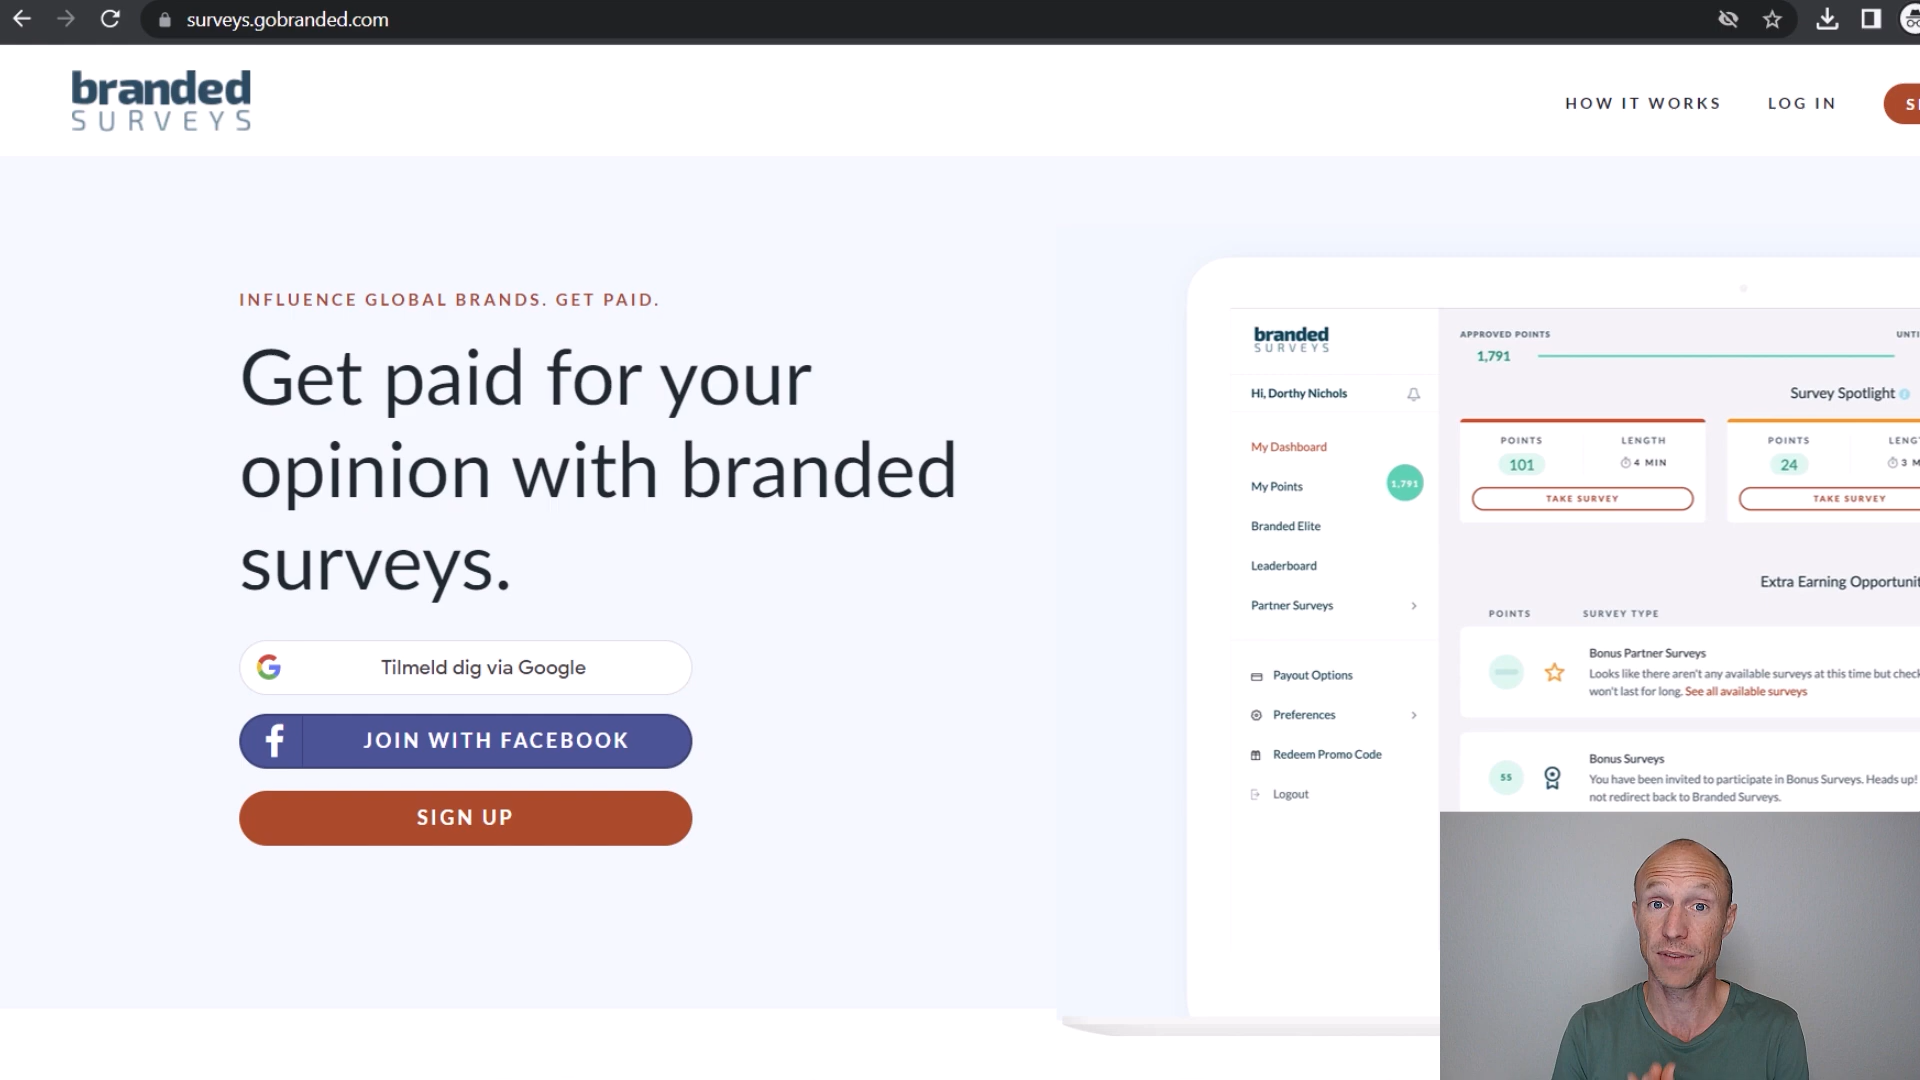 surveys.gobranded.com
branded
SURVEYS
HOW IT WORKS
LOG IN
INFLUENCE GLOBAL BRANDS. GET PAID.
Get paid for your
opinion with branded
surveys.
Tilmeld dig via Google
JOIN WITH FACEBOOK
SIGN UP
branded
SURVEYS
Hi, Dorthy Nichols
My Dashboard
My Points
1,791
Branded Elite
Leaderboard
Partner Surveys
Payout Options
Preferences
Redeem Promo Code
Logout
APPROVED POINTS
UNTI
1,791
Survey Spotlight
POINTS
LENGTH
101
4 MIN
TAKE SURVEY
POINTS
LENG
24
3 M
TAKE SURVEY
Extra Earning Opportunit
POINTS
SURVEY TYPE
Bonus Partner Surveys
Looks like there aren't any available surveys at this time but check
won't last for long. See all available surveys
55
Bonus Surveys
You have been invited to participate in Bonus Surveys. Heads up!
not redirect back to Branded Surveys.